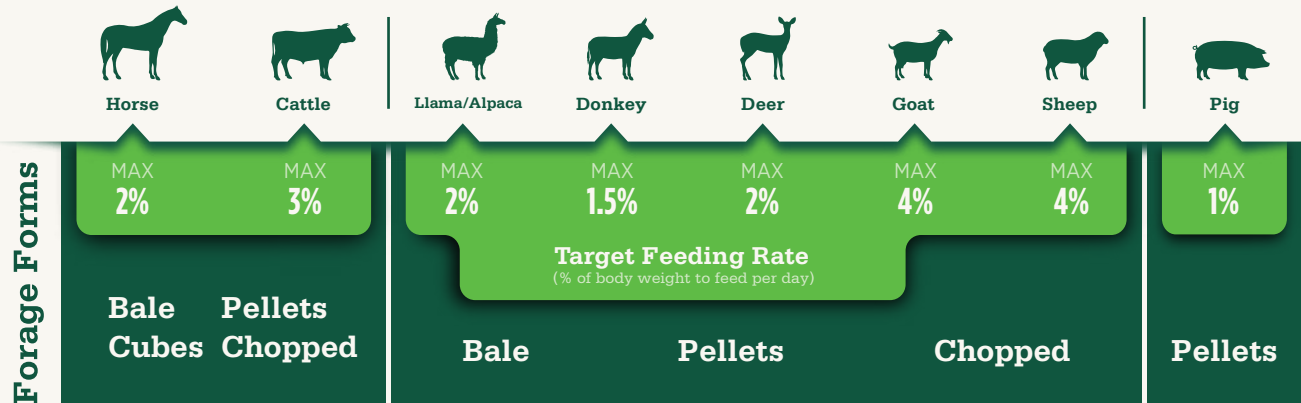 Horse
Cattle
Llama/Alpaca
Donkey
Deer
Goat
Sheep
Pig
MAX
2%
MAX
3%
MAX
2%
MAX
1.5%
MAX
2%
MAX
4%
MAX
4%
MAX
1%
Target Feeding Rate
(% of body weight to feed per day)
Forage Forms
Bale
Pellets
Cubes
Chopped
Bale
Pellets
Chopped
Pellets